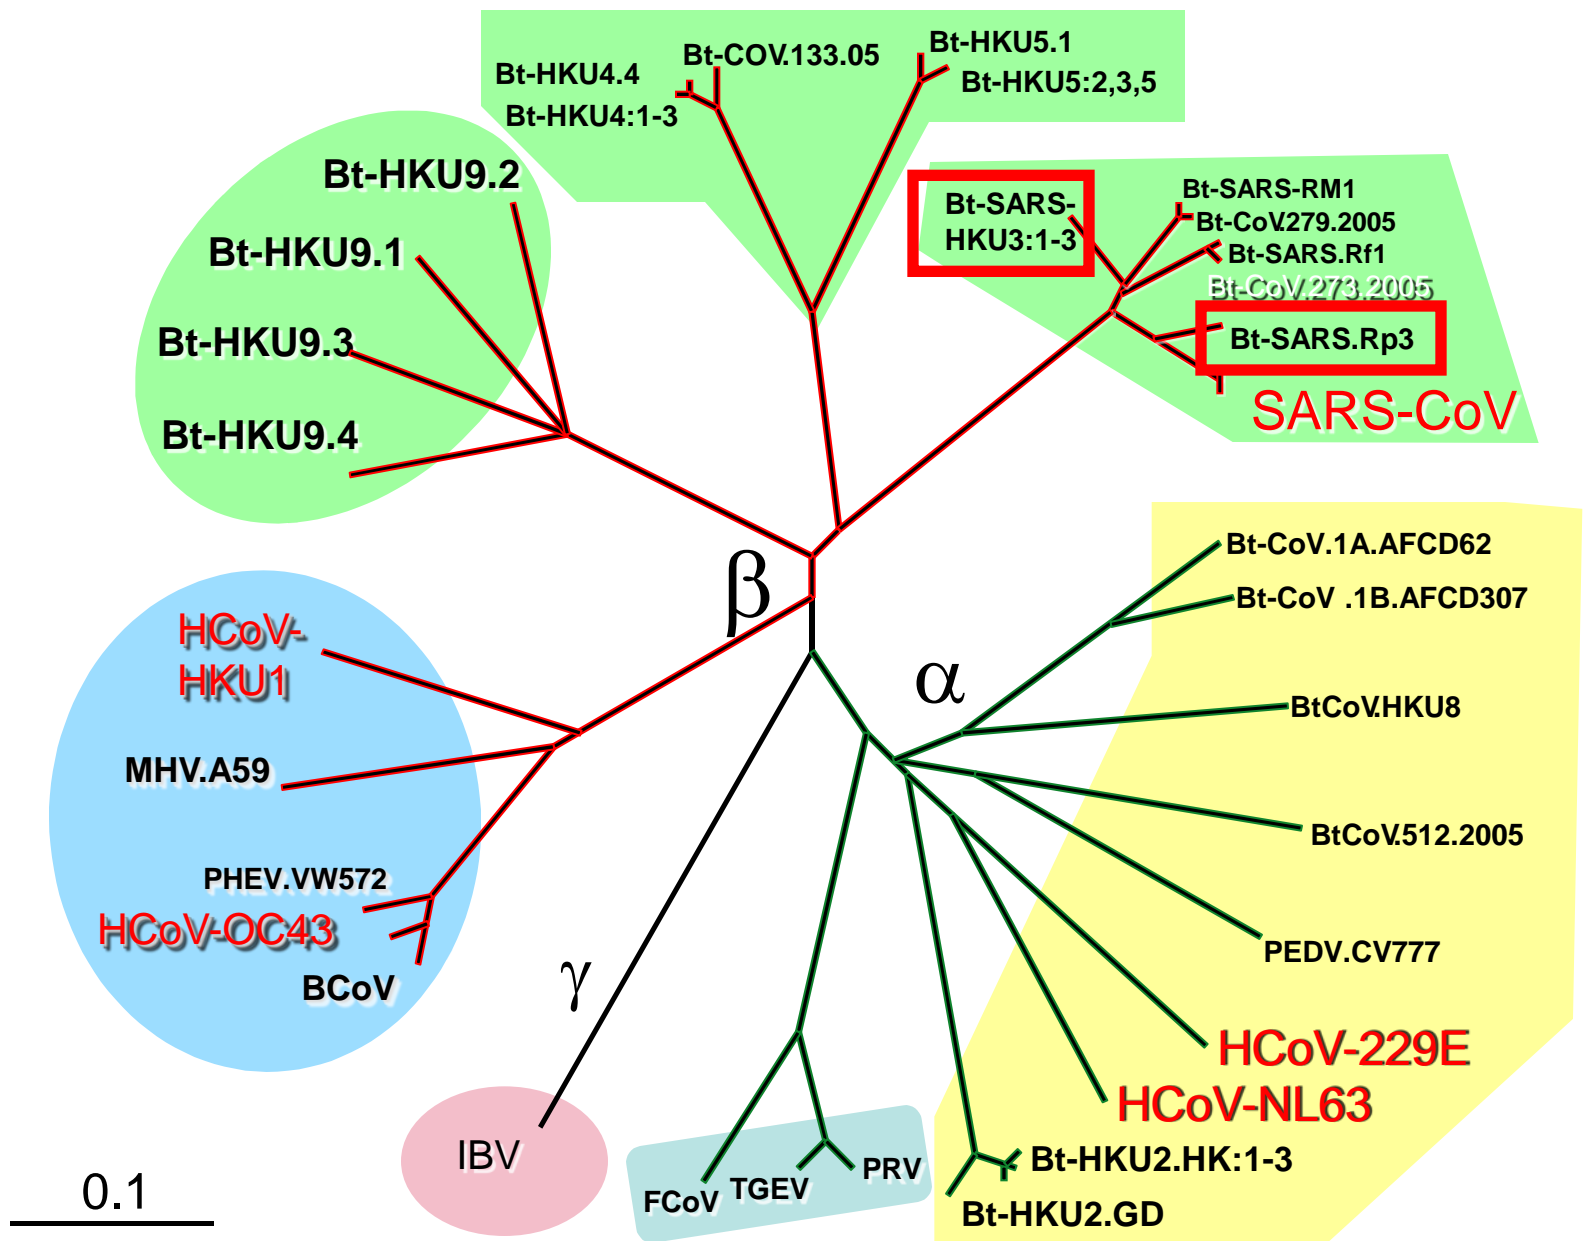 Bt-COV.133.05
Bt-HKU5.1
Bt-HKU4.4
Bt-HKU5:2,3,5
Bt-HKU4:1-3
Bt-HKU9.2
Bt-HKU9.1
Bt-HKU9.3
Bt-HKU9.4
Bt-SARS-
HKU3:1-3
Bt-SARS-RM1
Bt-CoV.279.2005
Bt-SARS.Rf1
Bt-CoV.273.2005
Bt-SARS.Rp3
SARS-CoV
β
α
γ
Bt-CoV.1A.AFCD62
Bt-CoV .1B.AFCD307
BtCoV.HKU8
BtCoV.512.2005
PEDV.CV777
HCoV-229E
HCoV-NL63
Bt-HKU2.HK:1-3
Bt-HKU2.GD
HCoV-
HKU1
MHV.A59
PHEV.VW572
HCoV-OC43
BCoV
IBV
FCoV
TGEV
PRV
0.1